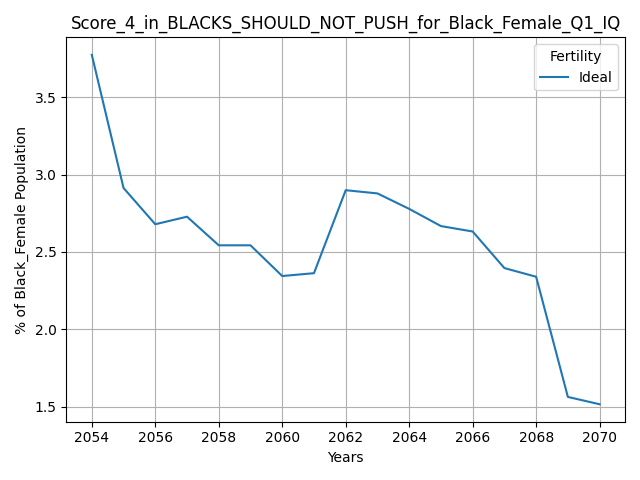 Score_4_in_BLACKS_SHOULD_NOT_PUSH_for_Black_Female_Q1_IQ
Fertility
Ideal
% of Black_Female Population
3.5
3.0
2.5
2.0
1.5
2054 2056 2058 2060 2062 2064 2066 2068 2070
Years